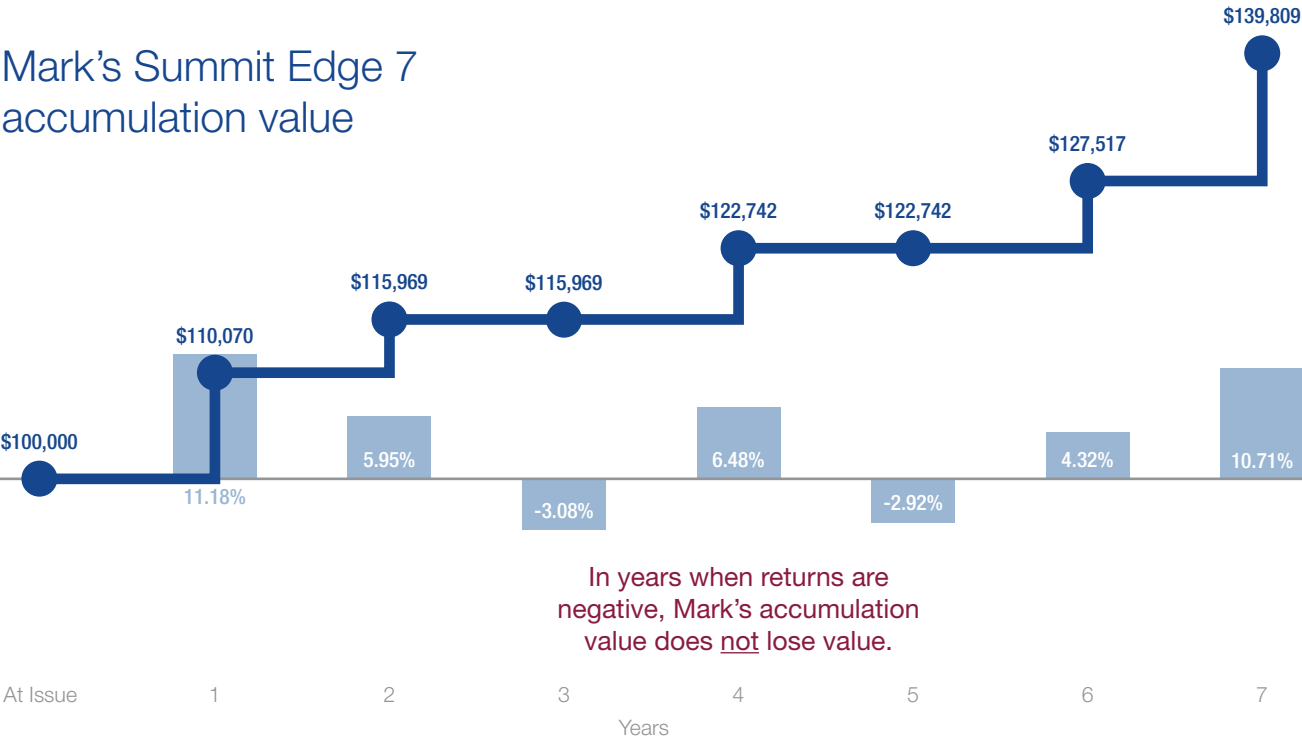 $139,809
Mark’s Summit Edge 7
accumulation value
$127,517
$122,742
$122,742
$115,969
$115,969
$110,070
$100,000
11.18%
5.95%
-3.08%
6.48%
-2.92%
4.32%
10.71%
In years when returns are
negative, Mark’s accumulation
value does not lose value.
At Issue 1 2 3 4 5 6 7
Years